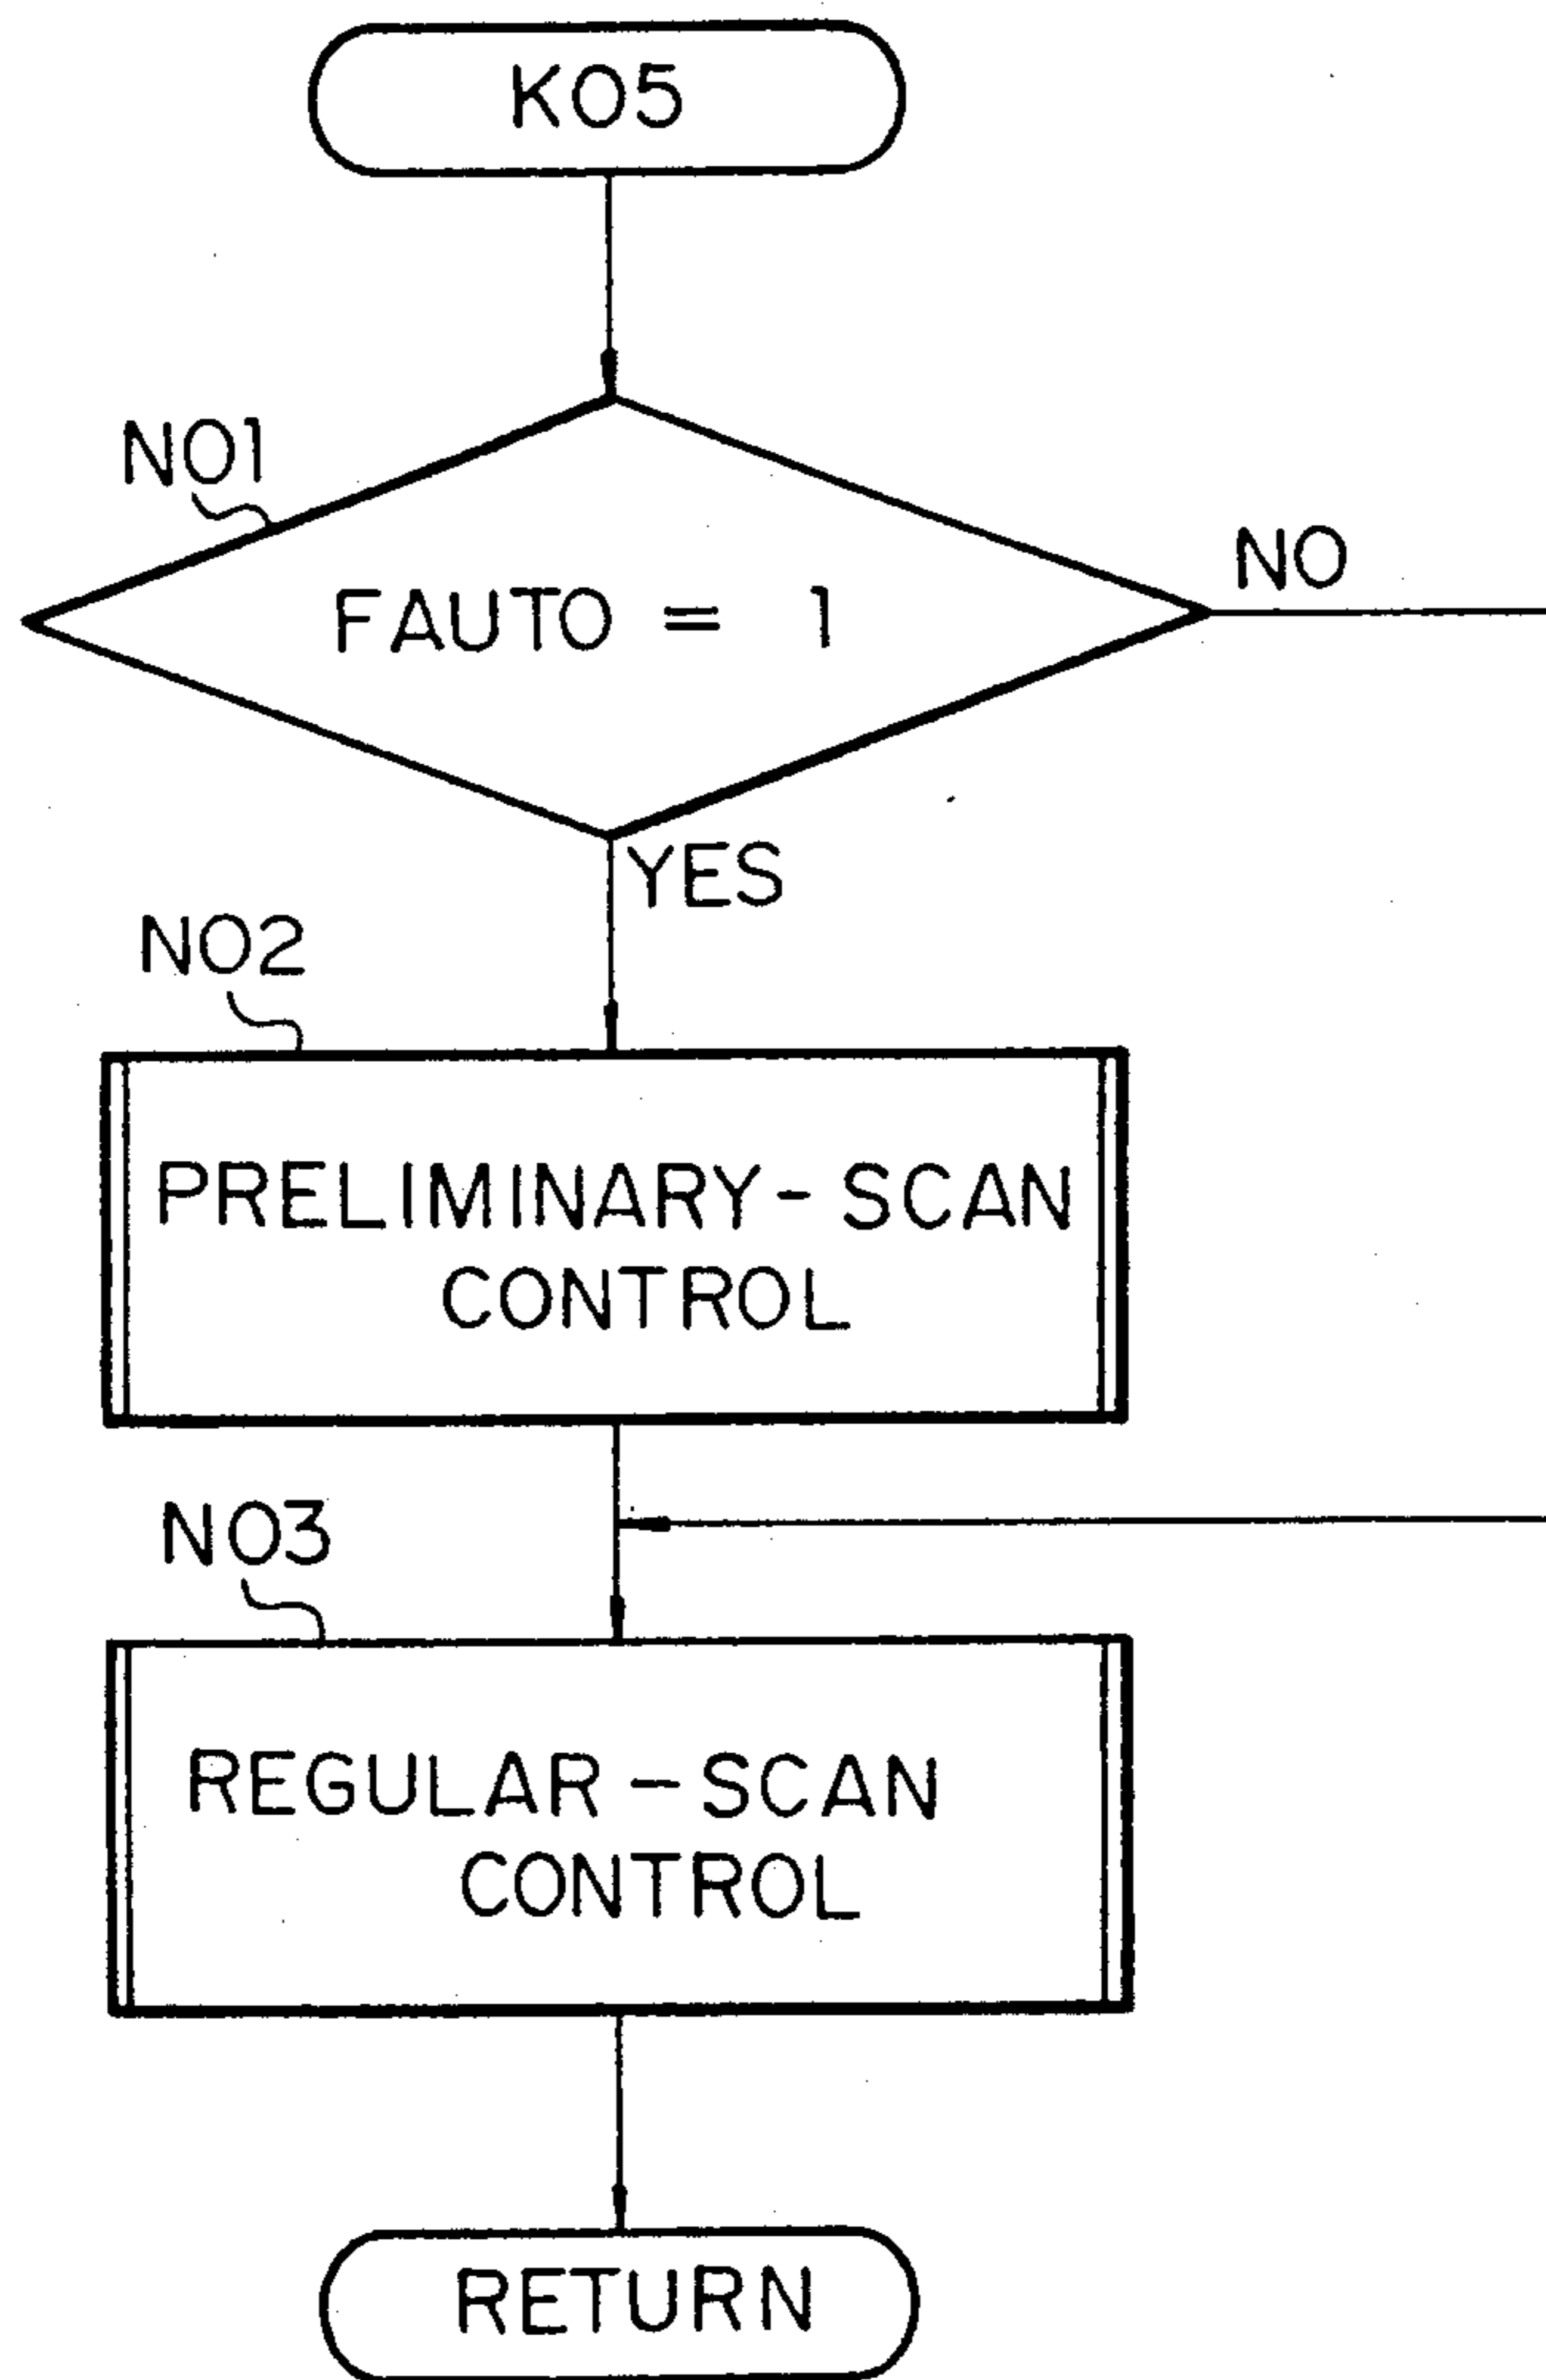 K05
N01
FAUTO = 1
NO
YES
N02
PRELIMINARY-SCAN
CONTROL
N03
REGULAR-SCAN
CONTROL
RETURN